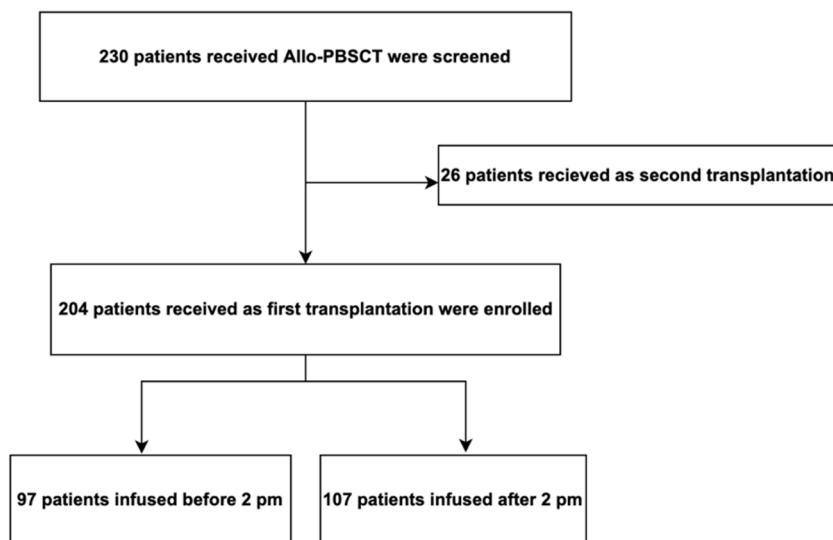 230 patients received Allo-PBSCT were screened
26 patients recieved as second transplantation
204 patients received as first transplantation were enrolled
97 patients infused before 2 pm
107 patients infused after 2 pm